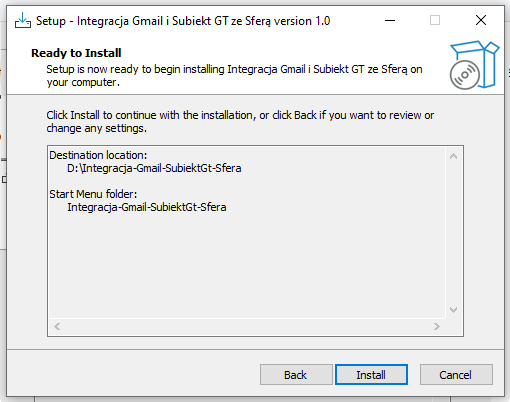 Setup - Integracja Gmail i Subiekt GT ze Sferą version 1.0
Ready to Install
Setup is now ready to begin installing Integracja Gmail i Subiekt GT ze Sferą on
your computer.
Click Install to continue with the installation, or click Back if you want to review or
change any settings.
Destination location:
D:\Integracja-Gmail-SubiektGt-Sfera
Start Menu folder:
Integracja-Gmail-SubiektGt-Sfera
Back
Install
Cancel